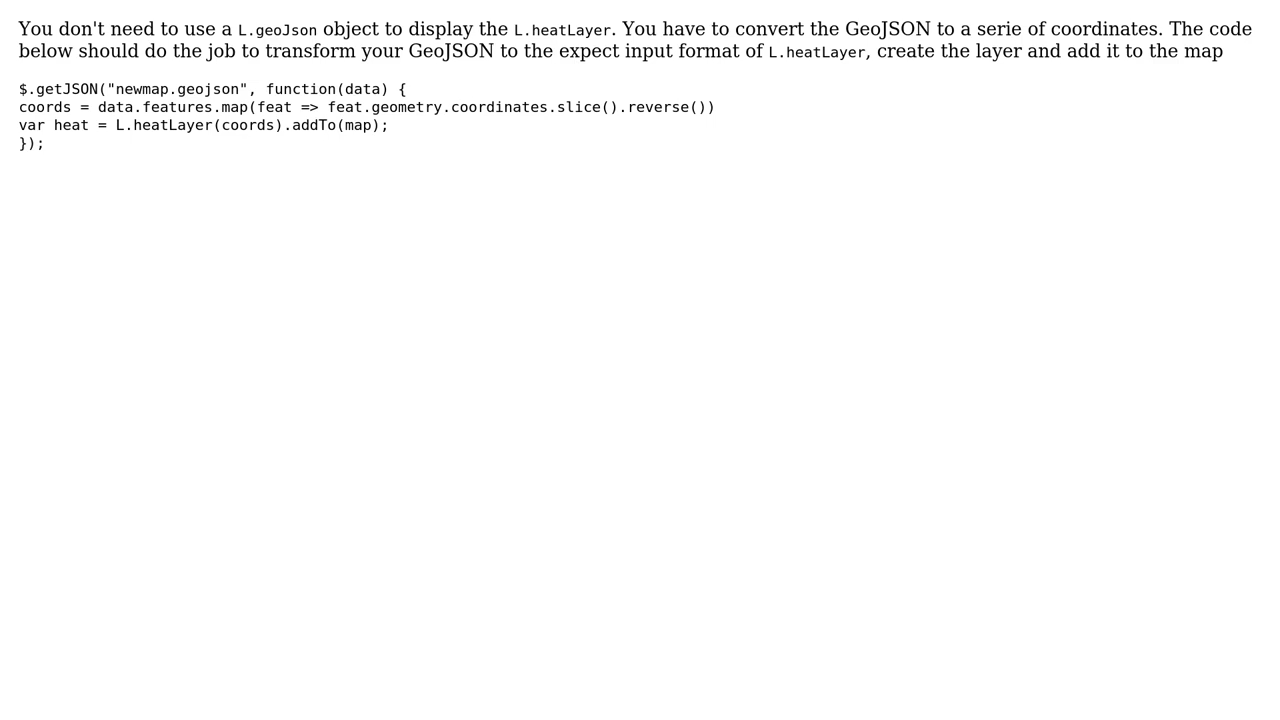 You don't need to use a L.geoJson object to display the L.heatLayer. You have to convert the GeoJSON to a serie of coordinates. The code
below should do the job to transform your GeoJSON to the expect input format of L.heatLayer, create the layer and add it to the map
$.getJSON("newmap.geojson", function(data) {
coords = data.features.map(feat => feat.geometry.coordinates.slice().reverse())
var heat = L.heatLayer(coords).addTo(map);
});